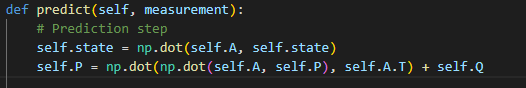 def predict(self, measurement):
    # Prediction step
    self.state = np.dot(self.A, self.state)
    self.P = np.dot(np.dot(self.A, self.P), self.A.T) + self.Q